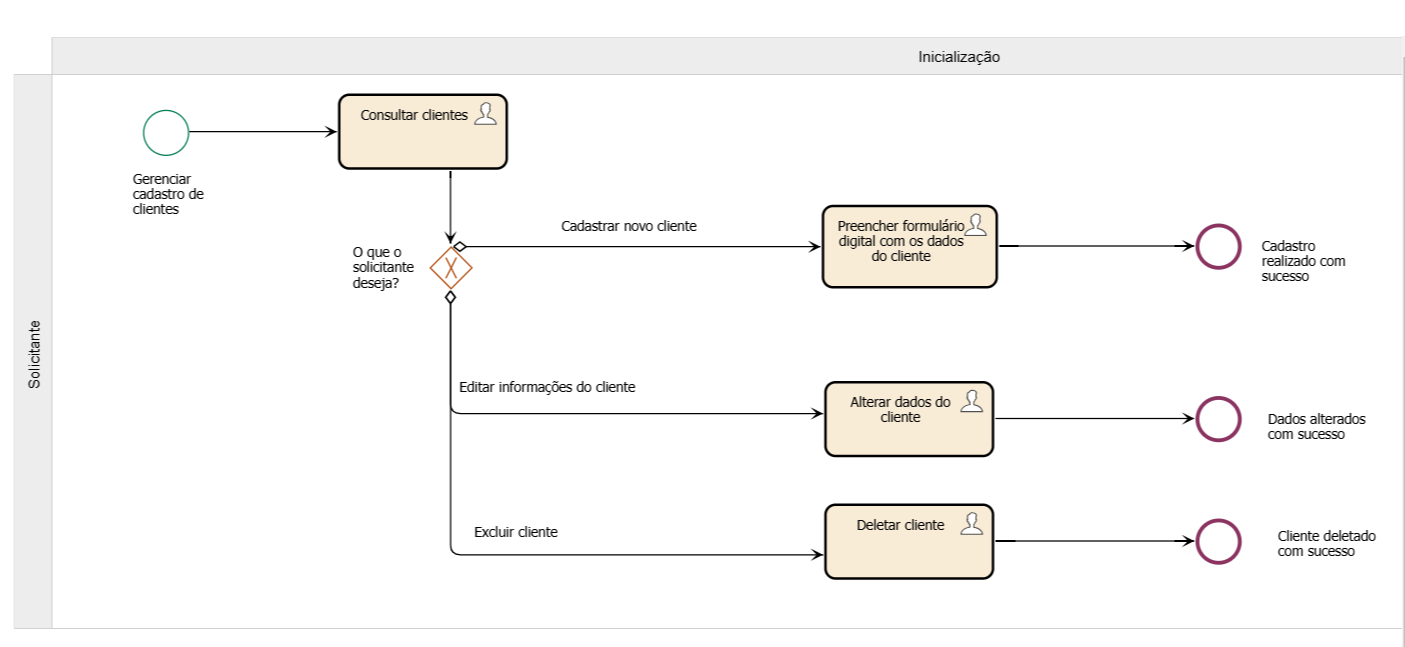 Inicialização
Solicitante
Gerenciar
cadastro de
clientes
Consultar clientes
O que o
solicitante
deseja?
Cadastrar novo cliente
Preencher formulário
digital com os dados
do cliente
Cadastro
realizado com
sucesso
Editar informações do cliente
Alterar dados do
cliente
Dados alterados
com sucesso
Excluir cliente
Deletar cliente
Cliente deletado
com sucesso